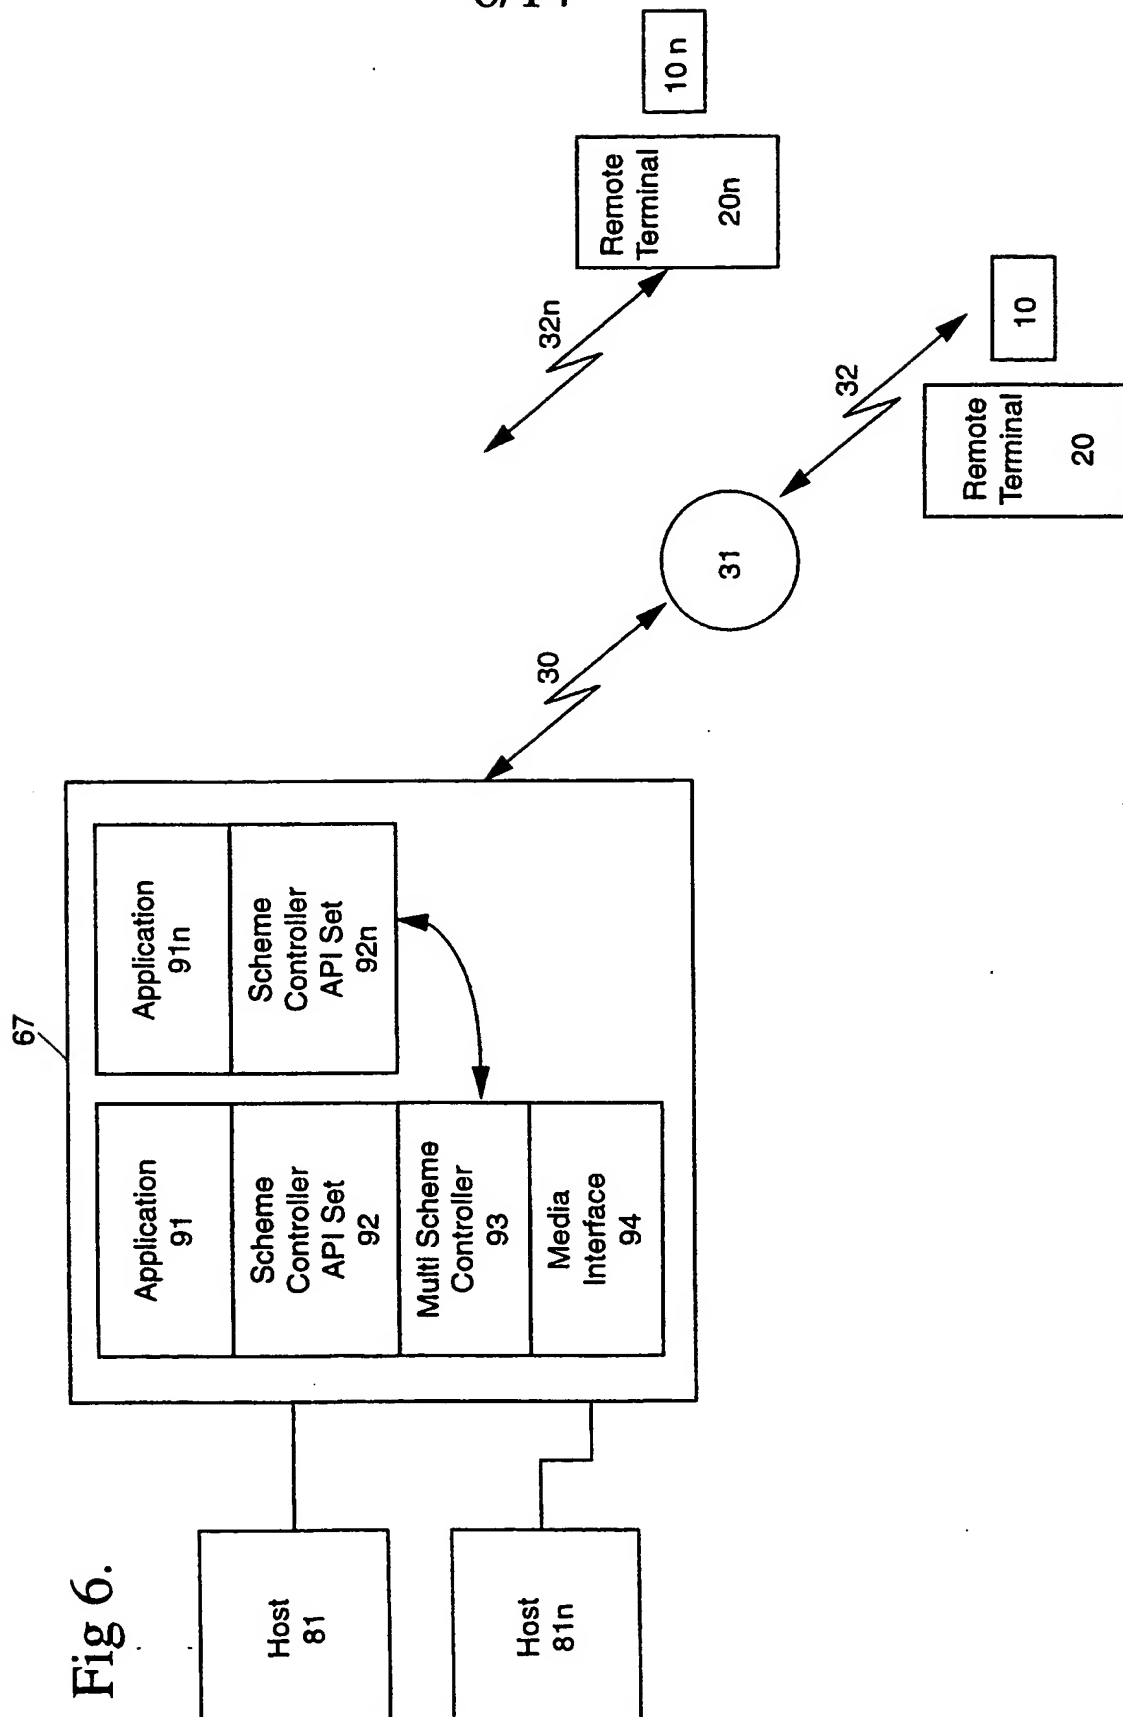 Fig 6.
67
Host
81
Host
81n
Application
91
Scheme
Controller
API Set
92
Multi Scheme
Controller
93
Media
Interface
94
Application
91n
Scheme
Controller
API Set
92n
30
31
32
32n
Remote
Terminal
20
10
Remote
Terminal
20n
10 n